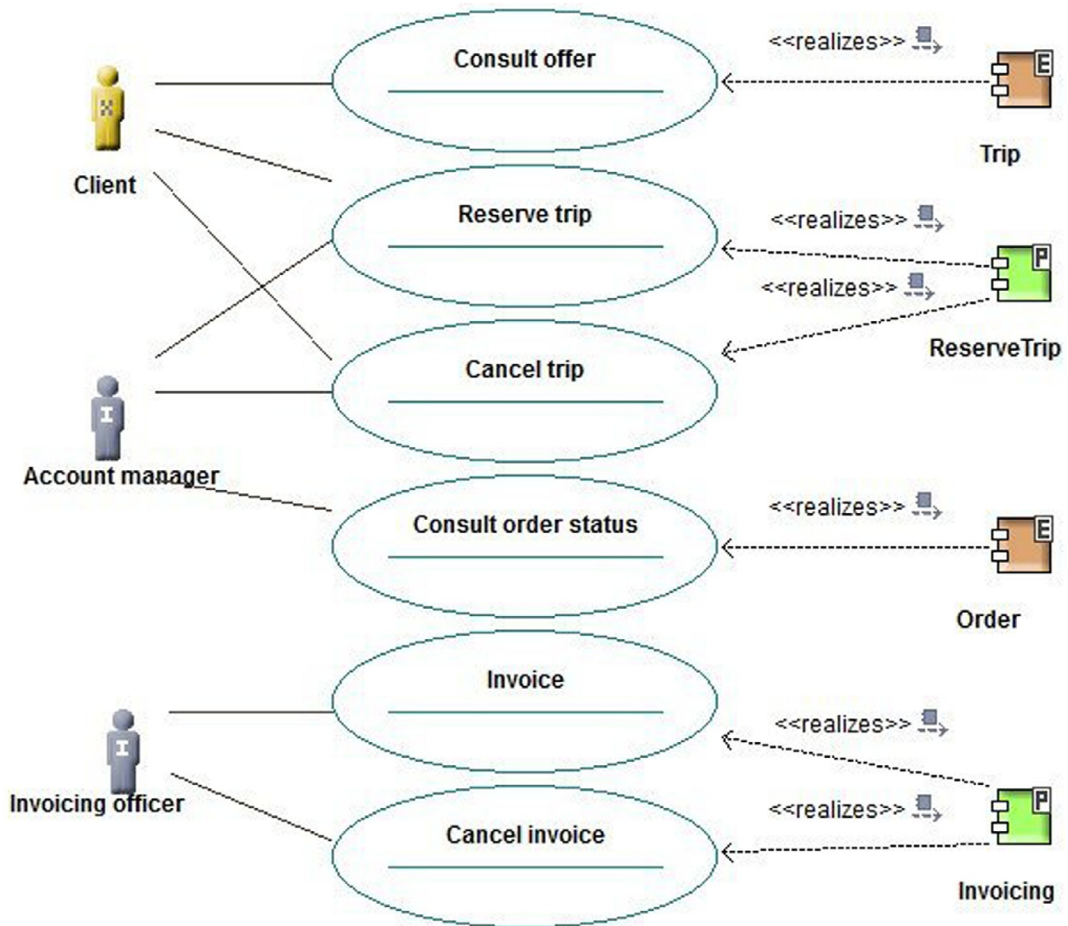 Consult offer
<<realizes>>
E
Trip
X
Client
Reserve trip
<<realizes>>
P
<<realizes>>
ReserveTrip
Cancel trip
I
Account manager
Consult order status
<<realizes>>
E
Order
Invoice
<<realizes>>
I
Invoicing officer
Cancel invoice
<<realizes>>
P
Invoicing